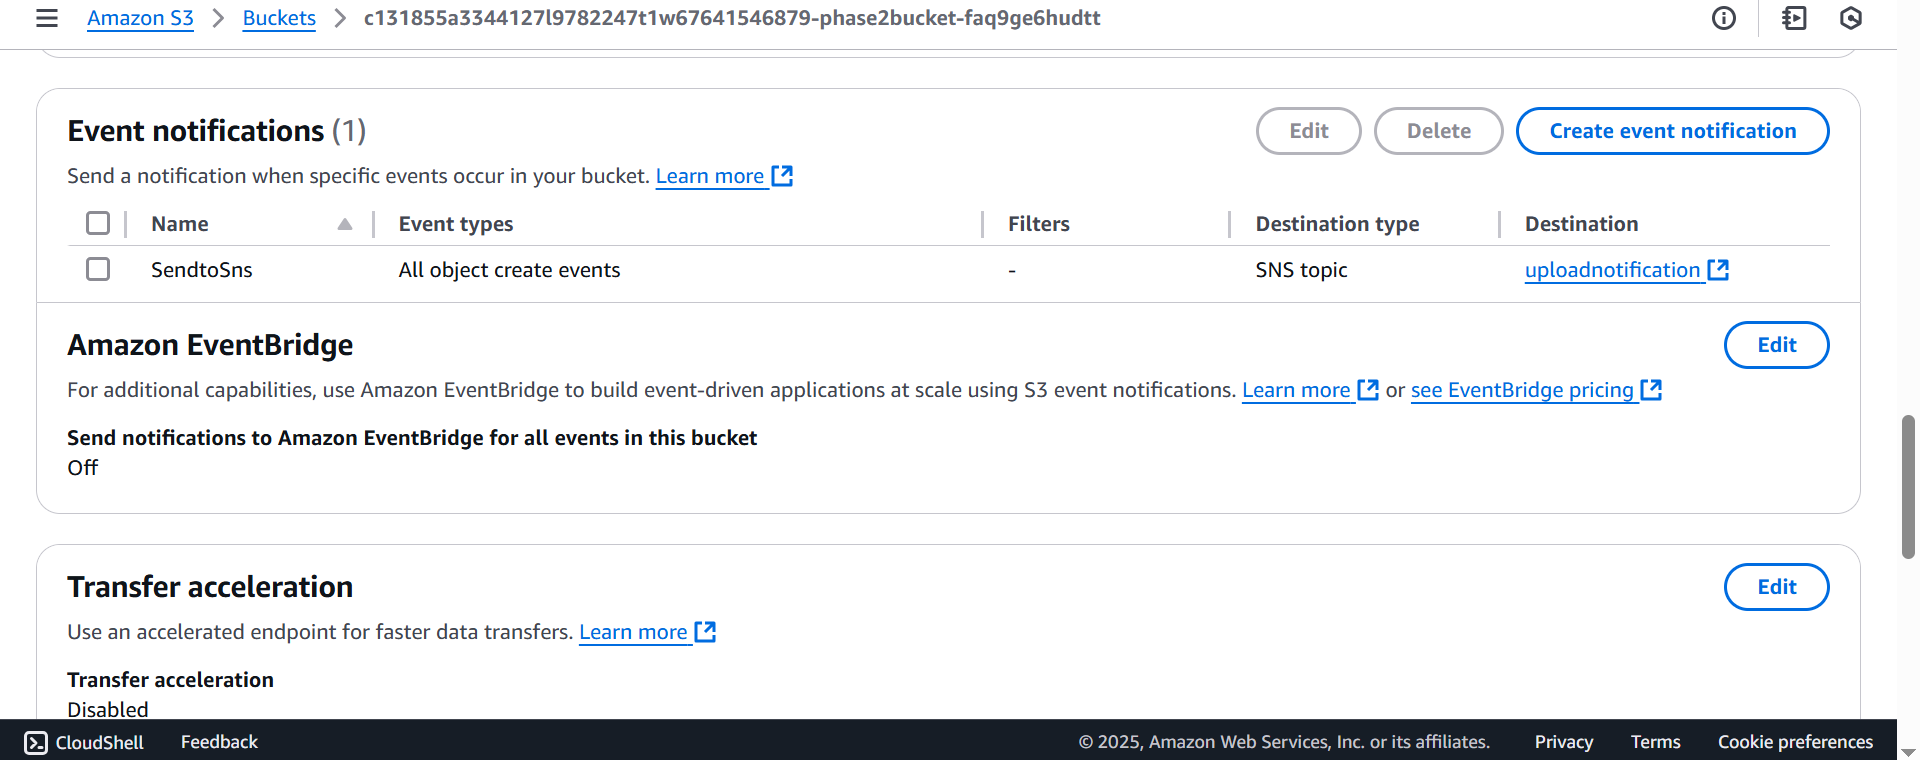 Amazon S3 > Buckets > c131855a3344127l9782247t1w67641546879-phase2bucket-faq9ge6hudtt
Event notifications (1)
Edit Delete Create event notification
Send a notification when specific events occur in your bucket. Learn more
Name Event types Filters Destination type Destination
SendtoSns All object create events - SNS topic uploadnotification
Amazon EventBridge
Edit
For additional capabilities, use Amazon EventBridge to build event-driven applications at scale using S3 event notifications. Learn more or see EventBridge pricing
Send notifications to Amazon EventBridge for all events in this bucket
Off
Transfer acceleration
Edit
Use an accelerated endpoint for faster data transfers. Learn more
Transfer acceleration
Disabled
CloudShell Feedback © 2025, Amazon Web Services, Inc. or its affiliates. Privacy Terms Cookie preferences